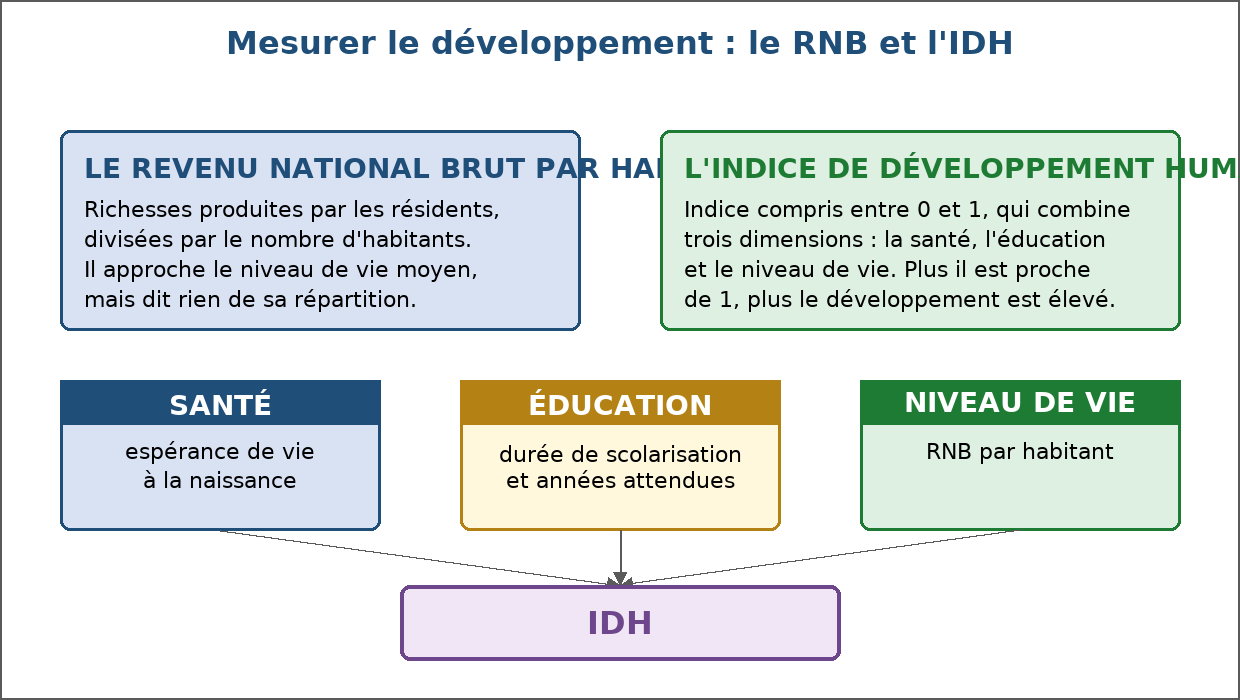 Mesurer le développement : le RNB et l'IDH
LE REVENU NATIONAL BRUT PAR HA
Richesses produites par les résidents,
divisées par le nombre d'habitants.
Il approche le niveau de vie moyen,
mais dit rien de sa répartition.
L'INDICE DE DÉVELOPPEMENT HUM
Indice compris entre 0 et 1, qui combine
trois dimensions : la santé, l'éducation
et le niveau de vie. Plus il est proche
de 1, plus le développement est élevé.
SANTÉ
espérance de vie
à la naissance
ÉDUCATION
durée de scolarisation
et années attendues
NIVEAU DE VIE
RNB par habitant
IDH